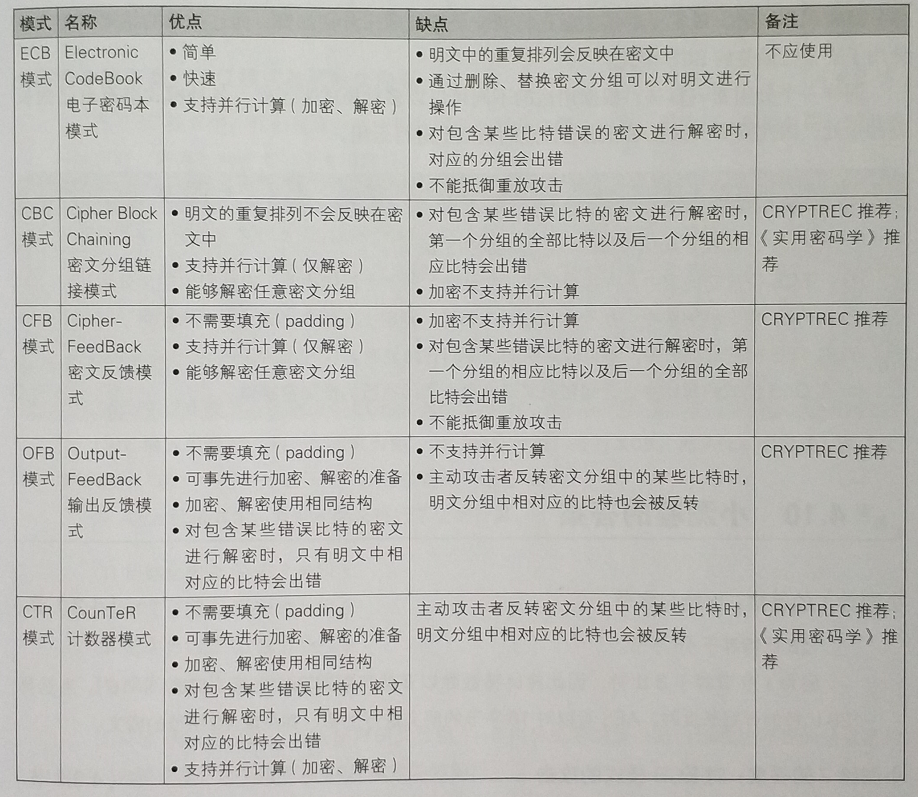 模式 名称 优点 缺点 备注
ECB
模式
Electronic
CodeBook
电子密码本
模式
• 简单
• 快速
• 支持并行计算（加密、解密）
• 明文中的重复排列会反映在密文中
• 通过删除、替换密文分组可以对明文进行
操作
• 对包含某些比特错误的密文进行解密时，
对应的分组会出错
• 不能抵御重放攻击
不应使用
CBC
模式
Cipher Block
Chaining
密文分组链
接模式
• 明文的重复排列不会反映在密
文中
• 支持并行计算（仅解密）
• 能够解密任意密文分组
• 对包含某些错误比特的密文进行解密时，
第一个分组的全部比特以及后一个分组的相
应比特会出错
• 加密不支持并行计算
CRYPTREC 推荐；
《实用密码学》推
荐
CFB
模式
Cipher-
FeedBack
密文反馈模
式
• 不需要填充（padding）
• 支持并行计算（仅解密）
• 能够解密任意密文分组
• 加密不支持并行计算
• 对包含某些错误比特的密文进行解密时，第
一个分组的相应比特以及后一个分组的全部
比特会出错
• 不能抵御重放攻击
CRYPTREC 推荐
OFB
模式
Output-
FeedBack
输出反馈模
式
• 不需要填充（padding）
• 可事先进行加密、解密的准备
• 加密、解密使用相同结构
• 对包含某些错误比特的密文
进行解密时，只有明文中相
对应的比特会出错
• 不支持并行计算
• 主动攻击者反转密文分组中的某些比特时，
明文分组中相对应的比特也会被反转
CRYPTREC 推荐
CTR
模式
CounTeR
计数器模式
• 不需要填充（padding）
• 可事先进行加密、解密的准备
• 加密、解密使用相同结构
• 对包含某些错误比特的密文
进行解密时，只有明文中相
对应的比特会出错
• 支持并行计算（加密、解密）
主动攻击者反转密文分组中的某些比特时，
明文分组中相对应的比特也会被反转
CRYPTREC 推荐；
《实用密码学》推
荐